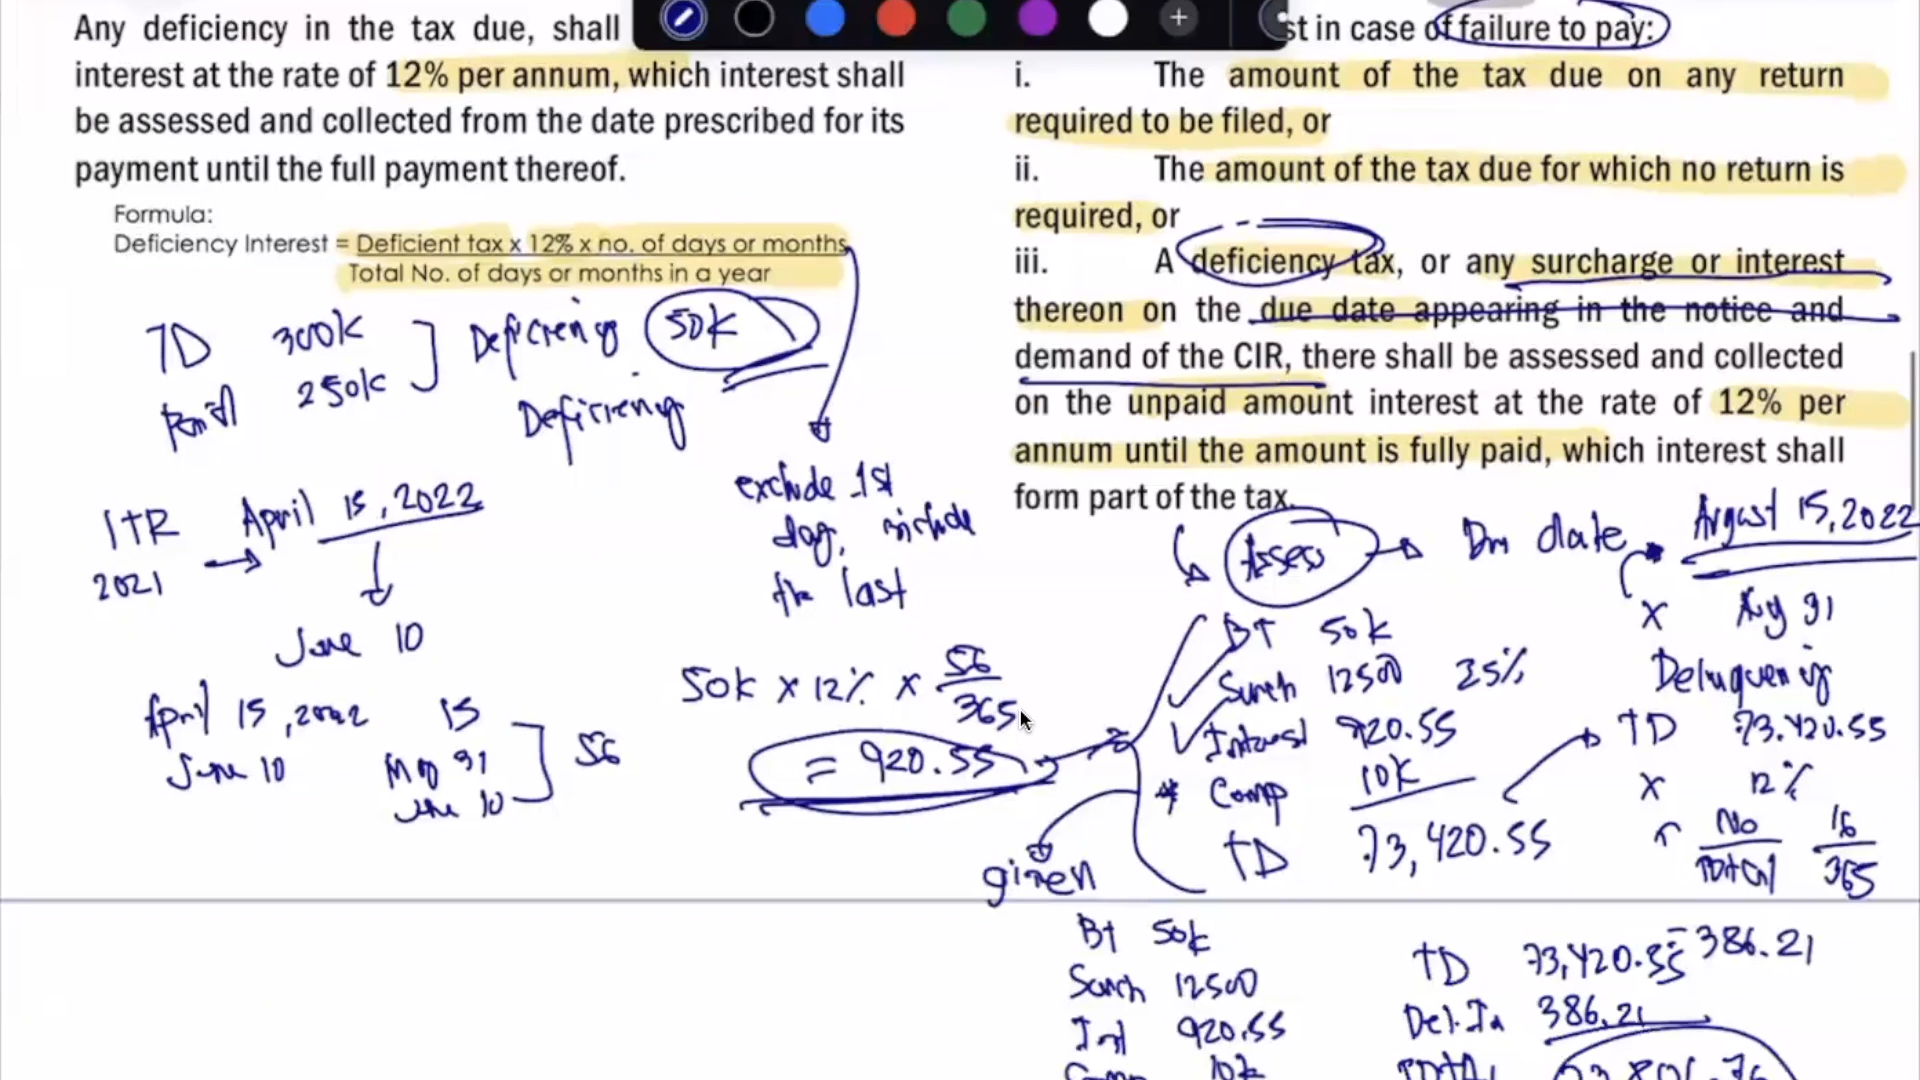 Any deficiency in the tax due, shall
interest at the rate of 12% per annum, which interest shall
be assessed and collected from the date prescribed for its
payment until the full payment thereof.
Formula:
Deficiency Interest = Deficient tax x 12% x no. of days or months
Total No. of days or months in a year
TD 300k
250k
Deficiency 50k
Deficiency
exclude 1st
day, include
the last
ITR
2021
April 15, 2022
June 10
April 15, 2022 15
June 10 May 31
June 10
56
50k x 12% x 56
365
= 920.55
st in case of failure to pay:
i. The amount of the tax due on any return
required to be filed, or
ii. The amount of the tax due for which no return is
required, or
iii. A deficiency tax, or any surcharge or interest
thereon on the due date appearing in the notice and
demand of the CIR, there shall be assessed and collected
on the unpaid amount interest at the rate of 12% per
annum until the amount is fully paid, which interest shall
form part of the tax.
Assess
date
August 15, 2022
x Aug 31
BT 50k
Surch 12500 25%
Interest 920.55
* Comp 10k
TD 73,420.55
given
Delinquency
TD 73,420.55
x 12%
No 16
Total 365
= 386.21
BT 50k
Surch 12500
Int 920.55
Comp 10k
TD 73,420.55
Del. In 386.21
Total